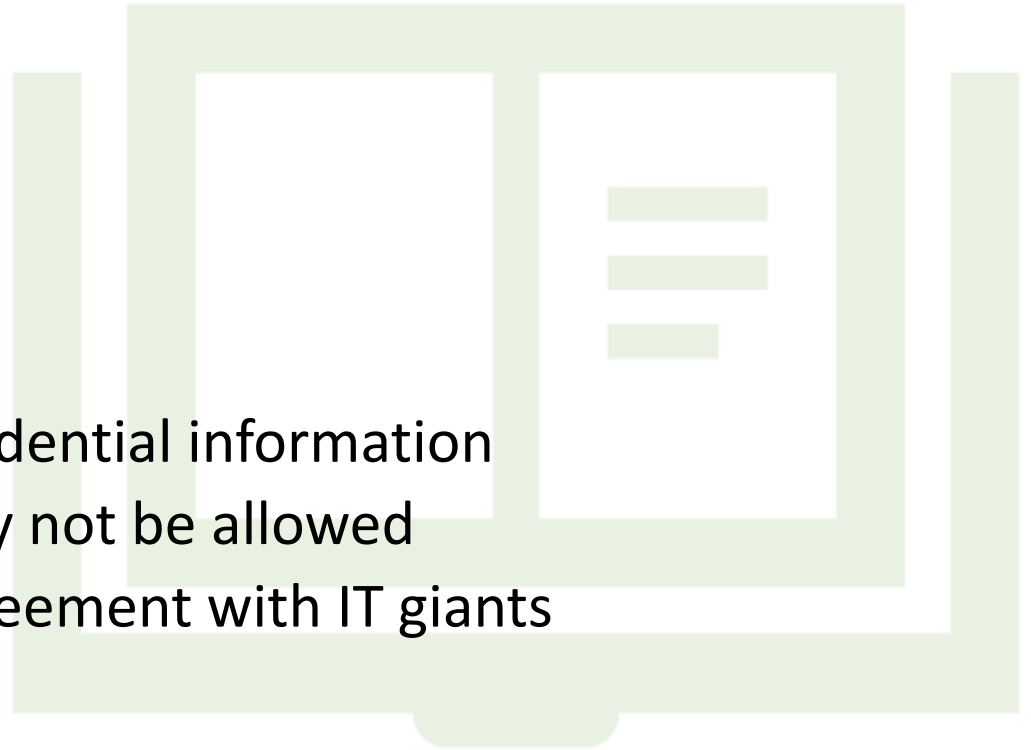 dential information
y not be allowed
eement with IT giants